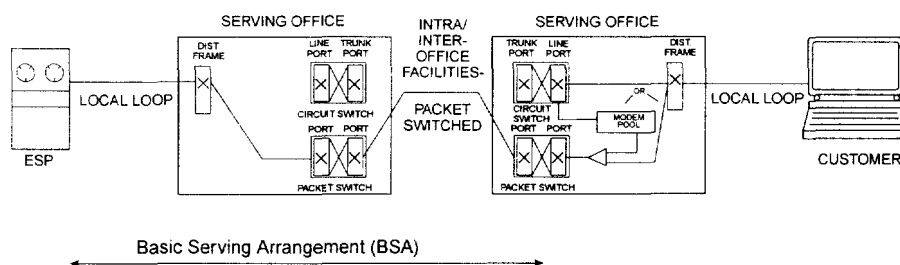 SERVING OFFICE
DIST
FRAME
LINE
PORT
TRUNK
PORT
CIRCUIT SWITCH
PORT
PORT
PACKET SWITCH
LOCAL LOOP
ESP
INTRA/
INTER-
OFFICE
FACILITIES-
PACKET
SWITCHED
SERVING OFFICE
TRUNK
PORT
LINE
PORT
DIST
FRAME
CIRCUIT
SWITCH
OR
MODEM
POOL
PORT
PORT
PACKET SWITCH
LOCAL LOOP
CUSTOMER
Basic Serving Arrangement (BSA)